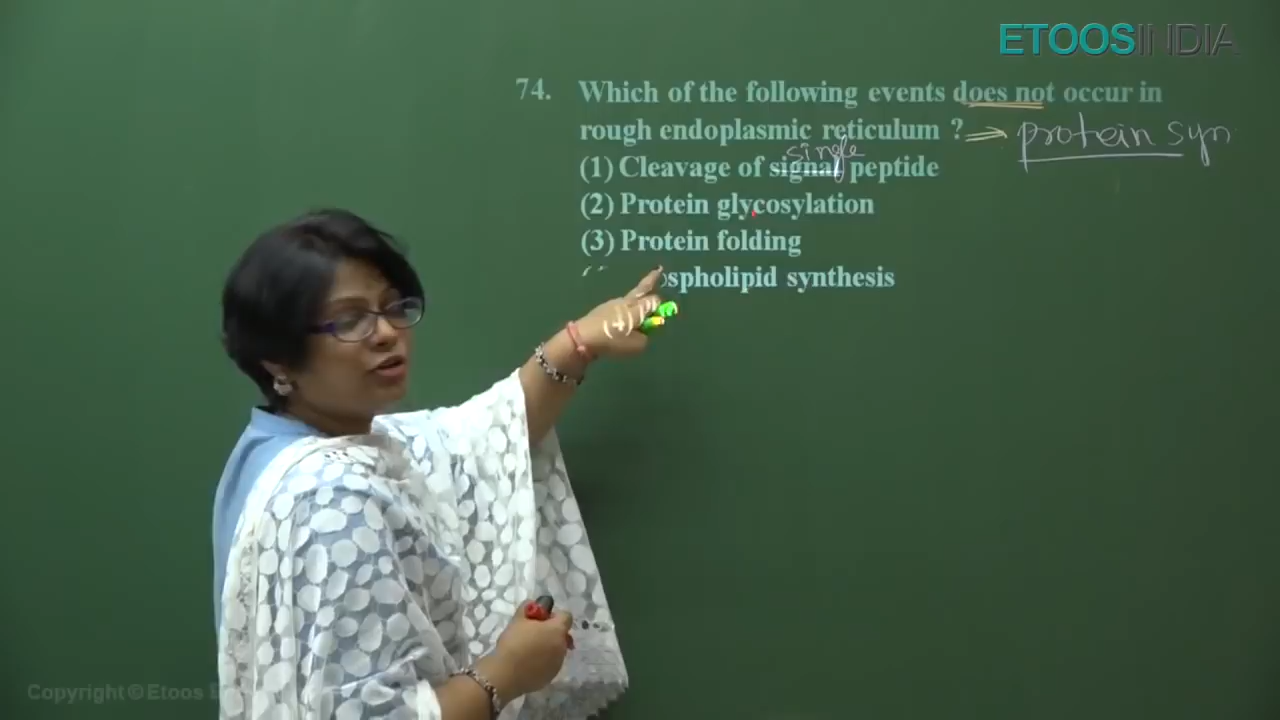 ETOOSINDIA
74. Which of the following events does not occur in
rough endoplasmic reticulum ? ⇒ protein syn
single
(1) Cleavage of signal peptide
(2) Protein glycosylation
(3) Protein folding
ospholipid synthesis
Copyright © Etoos